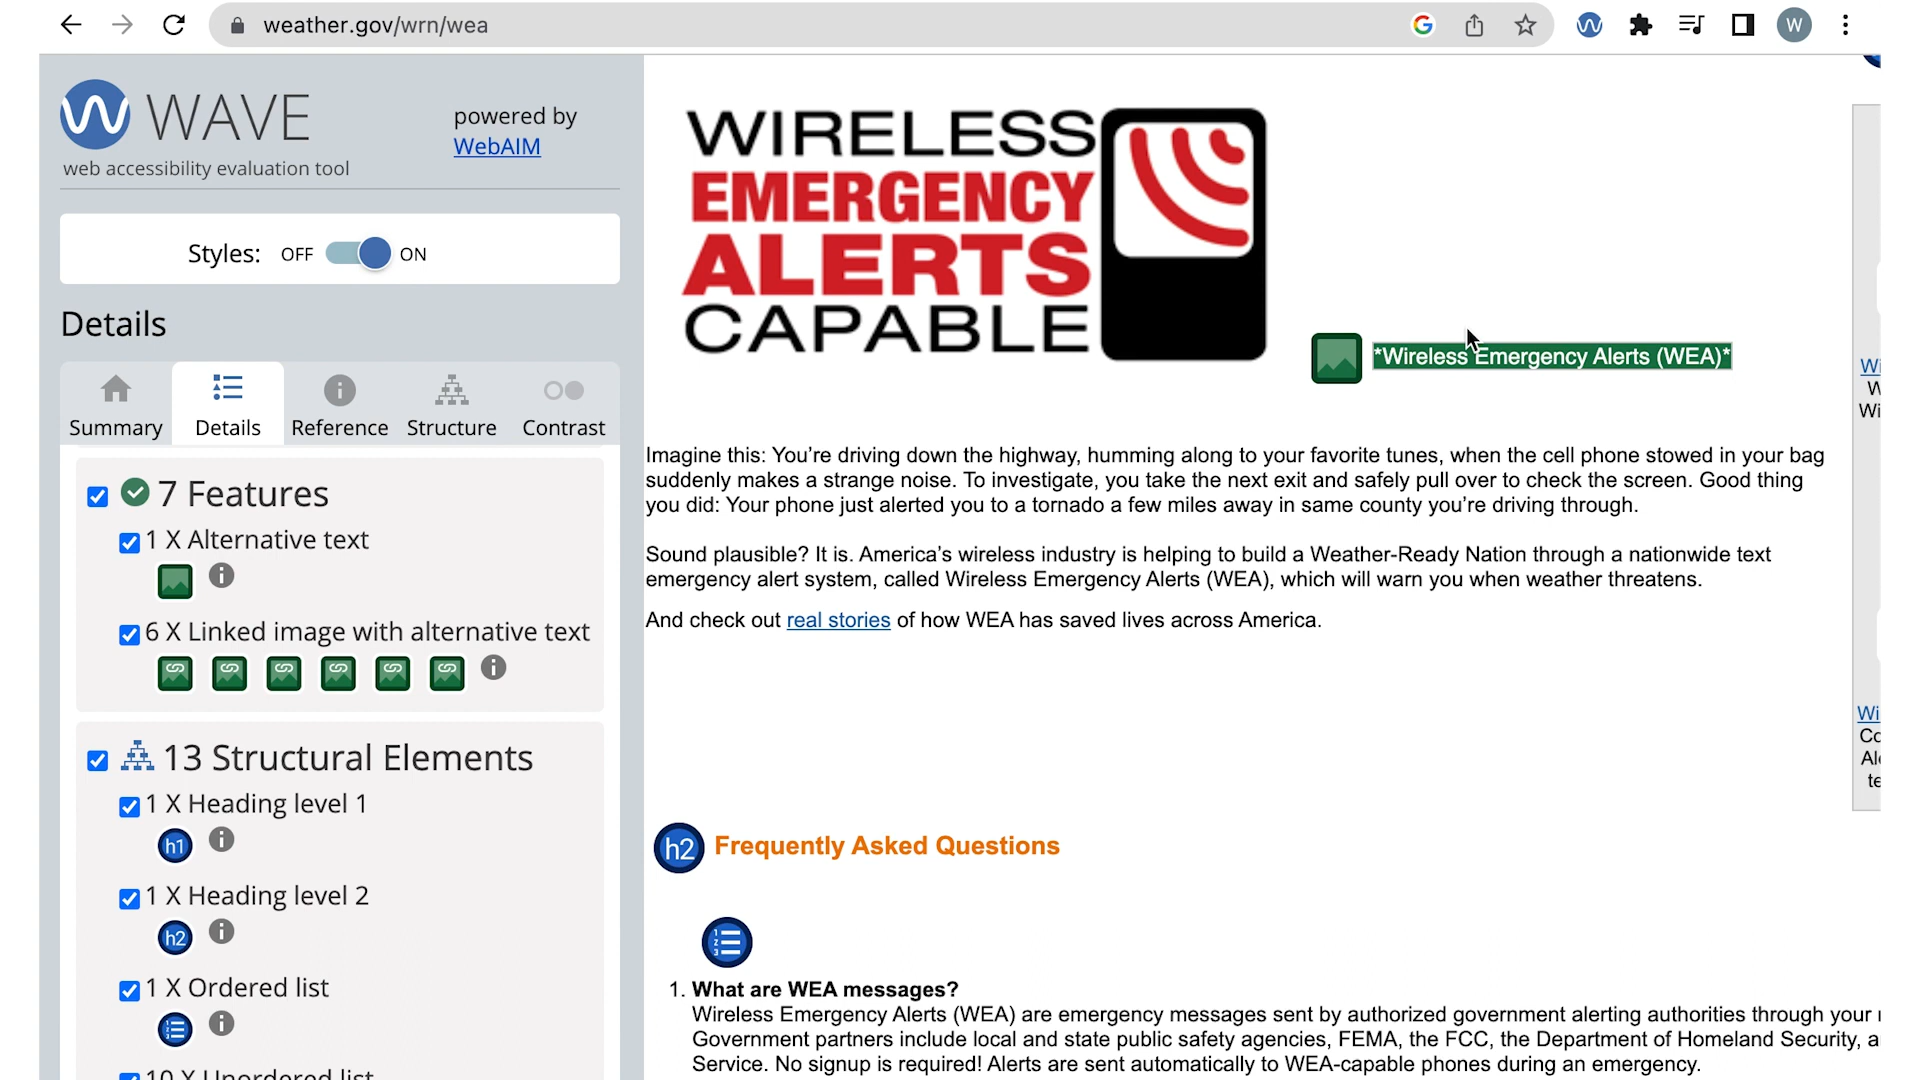 weather.gov/wrn/wea
W
WAVE
web accessibility evaluation tool
powered by
WebAIM
Styles: OFF ON
Details
Summary
Details
Reference
Structure
Contrast
7 Features
1 X Alternative text
6 X Linked image with alternative text
13 Structural Elements
1 X Heading level 1
h1
1 X Heading level 2
h2
1 X Ordered list
10 X Unordered list
WIRELESS
EMERGENCY
ALERTS
CAPABLE
*Wireless Emergency Alerts (WEA)*
Imagine this: You’re driving down the highway, humming along to your favorite tunes, when the cell phone stowed in your bag
suddenly makes a strange noise. To investigate, you take the next exit and safely pull over to check the screen. Good thing
you did: Your phone just alerted you to a tornado a few miles away in same county you’re driving through.
Sound plausible? It is. America’s wireless industry is helping to build a Weather-Ready Nation through a nationwide text
emergency alert system, called Wireless Emergency Alerts (WEA), which will warn you when weather threatens.
And check out real stories of how WEA has saved lives across America.
h2 Frequently Asked Questions
1. What are WEA messages?
Wireless Emergency Alerts (WEA) are emergency messages sent by authorized government alerting authorities through your
Government partners include local and state public safety agencies, FEMA, the FCC, the Department of Homeland Security, a
Service. No signup is required! Alerts are sent automatically to WEA-capable phones during an emergency.